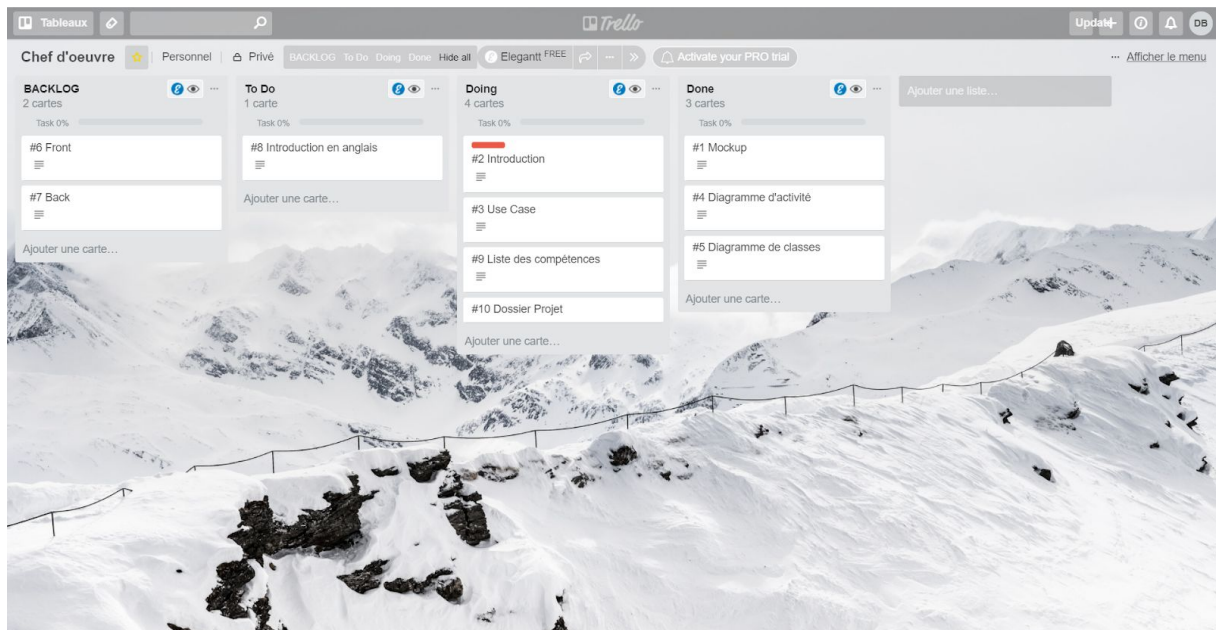 Tableaux
Trello
Update
DB
Chef d'oeuvre
Personnel
Privé
BACKLOG To Do Doing Done Hide all
Elegantt FREE
Activate your PRO trial
Afficher le menu
BACKLOG
2 cartes
Task 0%
#6 Front
#7 Back
Ajouter une carte…
To Do
1 carte
Task 0%
#8 Introduction en anglais
Ajouter une carte…
Doing
4 cartes
Task 0%
#2 Introduction
#3 Use Case
#9 Liste des compétences
#10 Dossier Projet
Ajouter une carte…
Done
3 cartes
Task 0%
#1 Mockup
#4 Diagramme d'activité
#5 Diagramme de classes
Ajouter une carte…
Ajouter une liste…